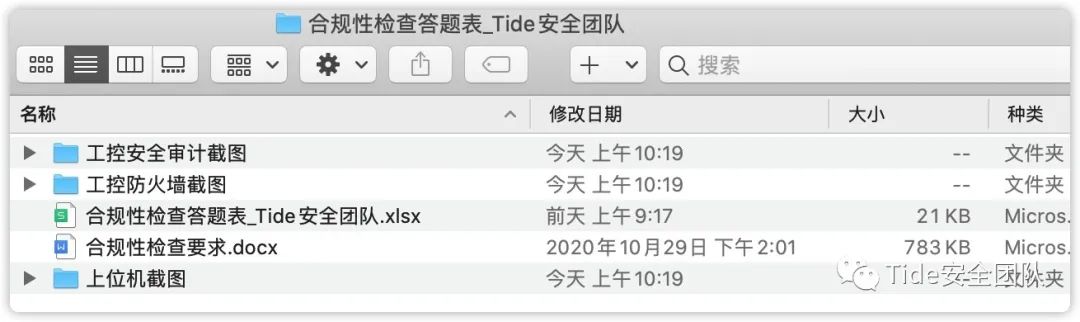 合规性检查答题表_Tide安全团队
搜索
名称 修改日期 大小 种类
工控安全审计截图 今天 上午10:19 -- 文件夹
工控防火墙截图 今天 上午10:19 -- 文件夹
合规性检查答题表_Tide安全团队.xlsx 前天 上午9:17 21 KB Micros.
合规性检查要求.docx 2020年10月29日 下午2:01 783 KB Micros.
上位机截图 今天 上午10:19 -- 文件夹
Tide安全团队